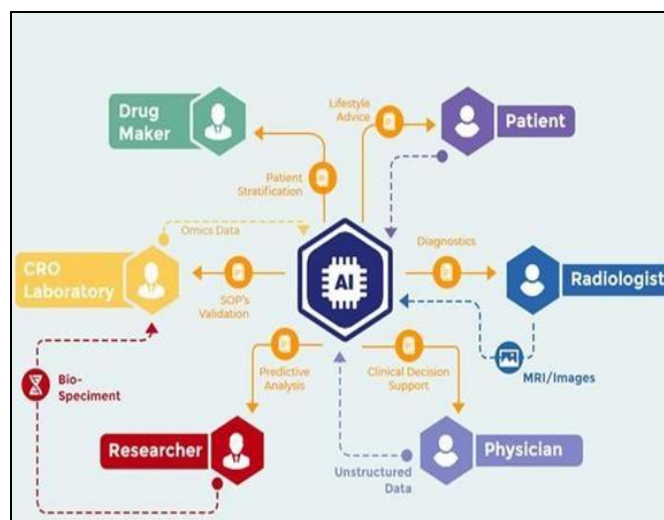 Drug
Maker
Lifestyle
Advice
Patient
Patient
Stratification
Omics Data
CRO
Laboratory
SOP's
Validation
AI
Diagnostics
Radiologist
MRI/Images
Bio-
Speciment
Predictive
Analysis
Clinical Decision
Support
Researcher
Physician
Unstructured
Data